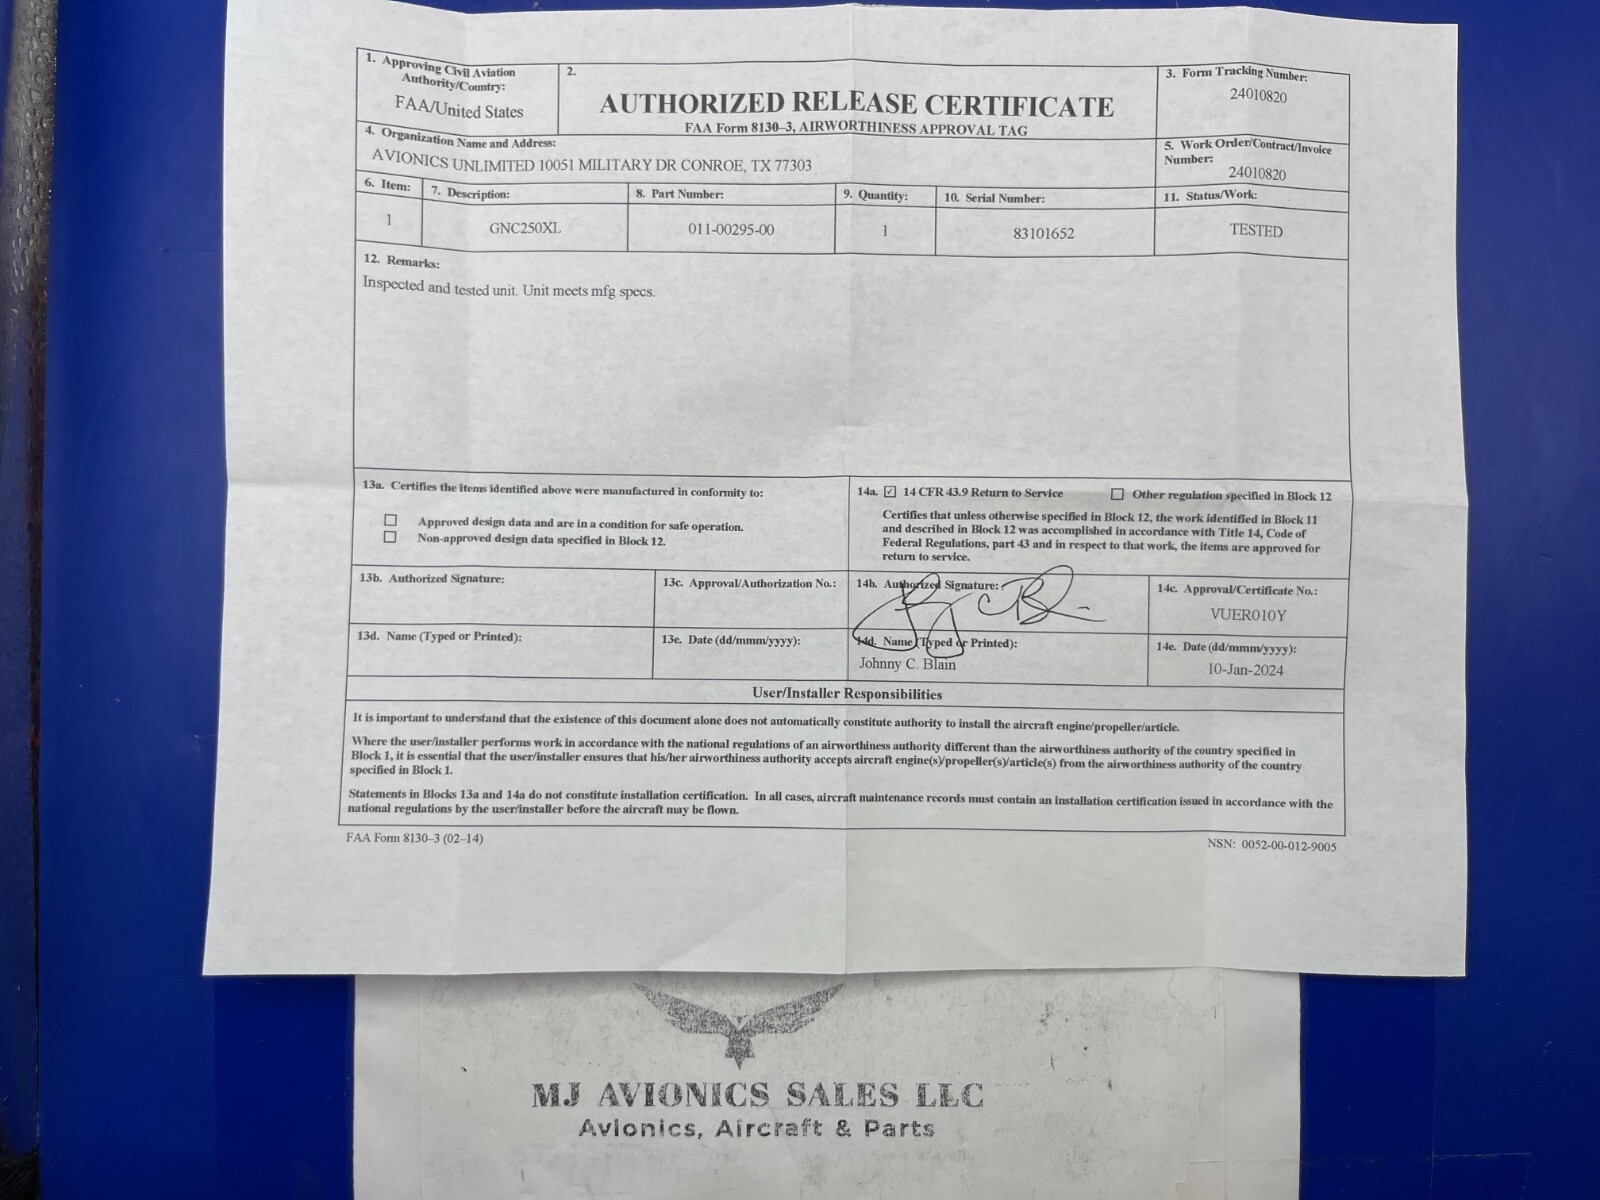 1. Approving Civil Aviation
Authority/Country:
FAA/United States
2.
AUTHORIZED RELEASE CERTIFICATE
FAA Form 8130–3, AIRWORTHINESS APPROVAL TAG
3. Form Tracking Number:
24010820
4. Organization Name and Address:
AVIONICS UNLIMITED 10051 MILITARY DR CONROE, TX 77303
5. Work Order/Contract/Invoice
Number:
24010820
6. Item:
7. Description:
8. Part Number:
9. Quantity:
10. Serial Number:
11. Status/Work:
1
GNC250XL
011-00295-00
1
83101652
TESTED
12. Remarks:
Inspected and tested unit. Unit meets mfg specs.
13a. Certifies the items identified above were manufactured in conformity to:
Approved design data and are in a condition for safe operation.
Non-approved design data specified in Block 12.
14a. 14 CFR 43.9 Return to Service
Other regulation specified in Block 12
Certifies that unless otherwise specified in Block 12, the work identified in Block 11
and described in Block 12 was accomplished in accordance with Title 14, Code of
Federal Regulations, part 43 and in respect to that work, the items are approved for
return to service.
13b. Authorized Signature:
13c. Approval/Authorization No.:
14b. Authorized Signature:
14c. Approval/Certificate No.:
VUER010Y
13d. Name (Typed or Printed):
13e. Date (dd/mmm/yyyy):
14d. Name (Typed or Printed):
Johnny C. Blain
14e. Date (dd/mmm/yyyy):
10-Jan-2024
User/Installer Responsibilities
It is important to understand that the existence of this document alone does not automatically constitute authority to install the aircraft engine/propeller/article.
Where the user/installer performs work in accordance with the national regulations of an airworthiness authority different than the airworthiness authority of the country specified in
Block 1, it is essential that the user/installer ensures that his/her airworthiness authority accepts aircraft engine(s)/propeller(s)/article(s) from the airworthiness authority of the country
specified in Block 1.
Statements in Blocks 13a and 14a do not constitute installation certification. In all cases, aircraft maintenance records must contain an installation certification issued in accordance with the
national regulations by the user/installer before the aircraft may be flown.
FAA Form 8130–3 (02–14)
NSN: 0052-00-012-9005
MJ AVIONICS SALES LLC
Avionics, Aircraft & Parts